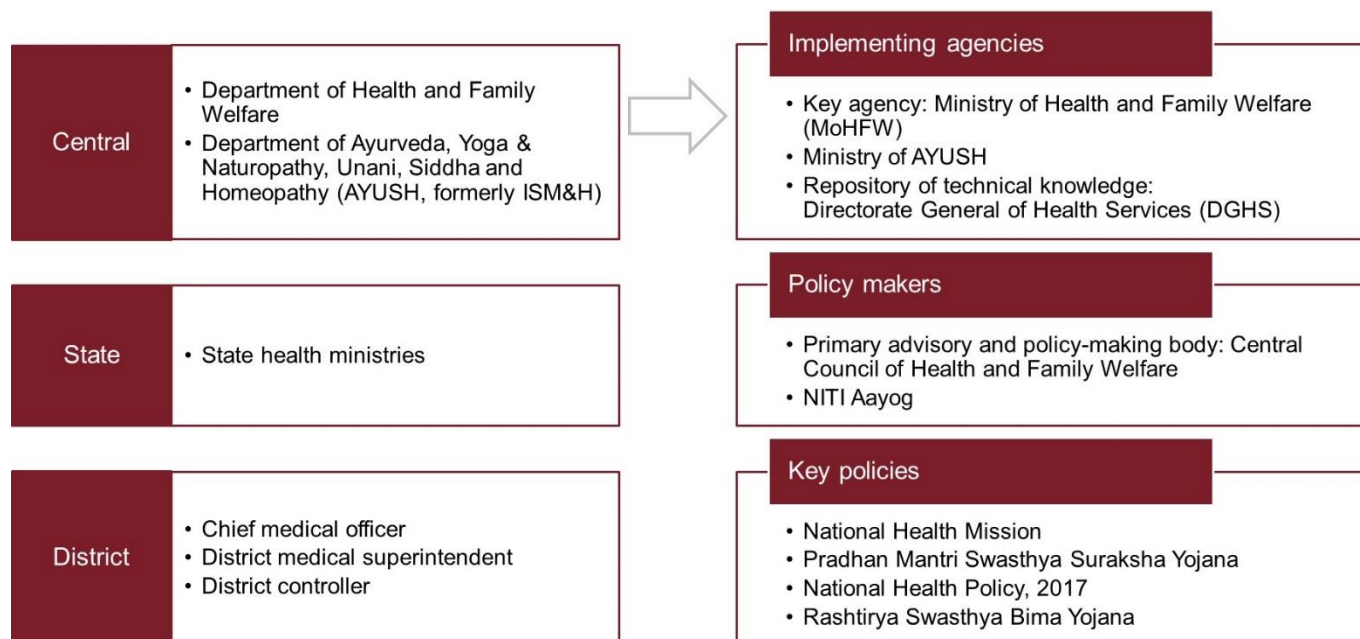 Central
• Department of Health and Family
Welfare
• Department of Ayurveda, Yoga &
Naturopathy, Unani, Siddha and
Homeopathy (AYUSH, formerly ISM&H)
Implementing agencies
• Key agency: Ministry of Health and Family Welfare
(MoHFW)
• Ministry of AYUSH
• Repository of technical knowledge:
Directorate General of Health Services (DGHS)
State
• State health ministries
Policy makers
• Primary advisory and policy-making body: Central
Council of Health and Family Welfare
• NITI Aayog
District
• Chief medical officer
• District medical superintendent
• District controller
Key policies
• National Health Mission
• Pradhan Mantri Swasthya Suraksha Yojana
• National Health Policy, 2017
• Rashtirya Swasthya Bima Yojana